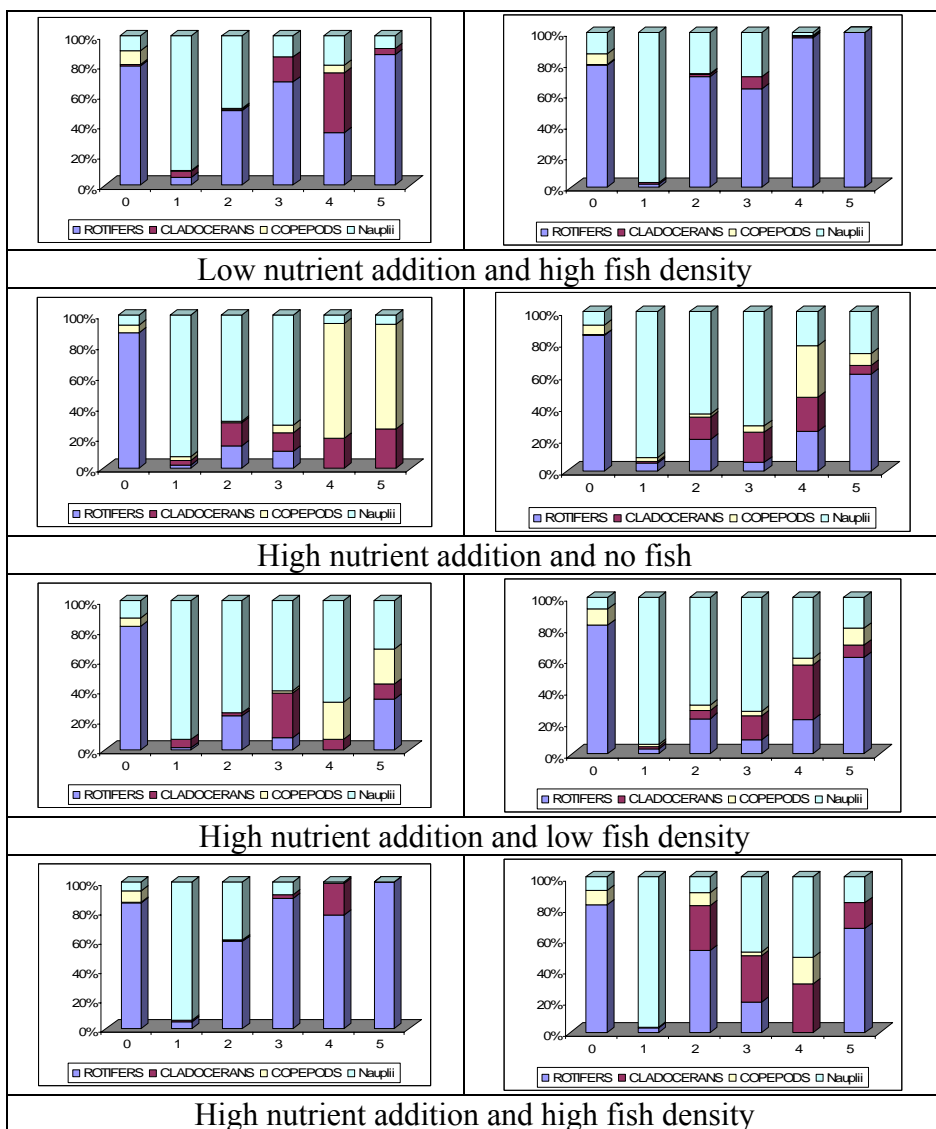 100%
80%
60%
40%
20%
0%
0 1 2 3 4 5
ROTIFERS CLADOCERANS COPEPODS Nauplii
100%
80%
60%
40%
20%
0%
0 1 2 3 4 5
ROTIFERS CLADOCERANS COPEPODS Nauplii
Low nutrient addition and high fish density
100%
80%
60%
40%
20%
0%
0 1 2 3 4 5
ROTIFERS CLADOCERANS COPEPODS Nauplii
100%
80%
60%
40%
20%
0%
0 1 2 3 4 5
ROTIFERS CLADOCERANS COPEPODS Nauplii
High nutrient addition and no fish
100%
80%
60%
40%
20%
0%
0 1 2 3 4 5
ROTIFERS CLADOCERANS COPEPODS Nauplii
100%
80%
60%
40%
20%
0%
0 1 2 3 4 5
ROTIFERS CLADOCERANS COPEPODS Nauplii
High nutrient addition and low fish density
100%
80%
60%
40%
20%
0%
0 1 2 3 4 5
ROTIFERS CLADOCERANS COPEPODS Nauplii
100%
80%
60%
40%
20%
0%
0 1 2 3 4 5
ROTIFERS CLADOCERANS COPEPODS Nauplii
High nutrient addition and high fish density